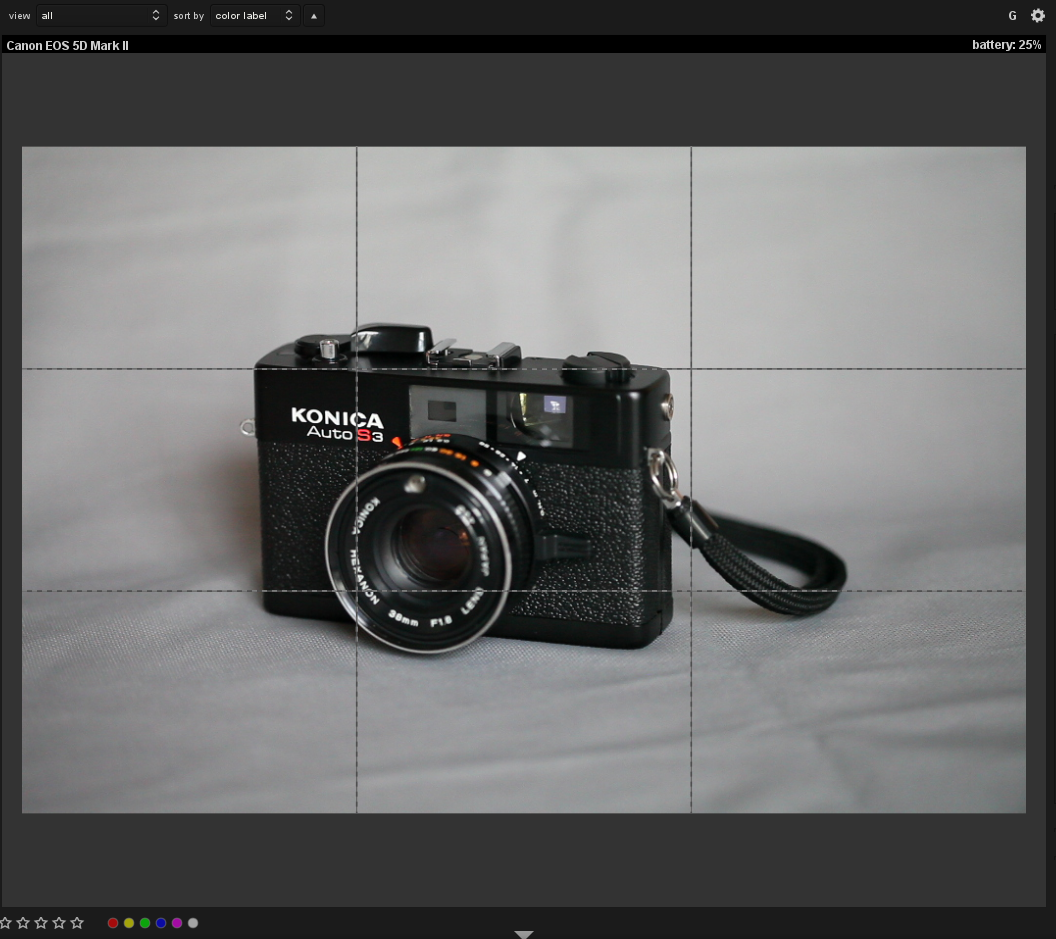 view all sort by color label ▲ G
Canon EOS 5D Mark II battery: 25%
KONICA
Auto S3
KONICA
HEXANON
38mm F1.8
LENS